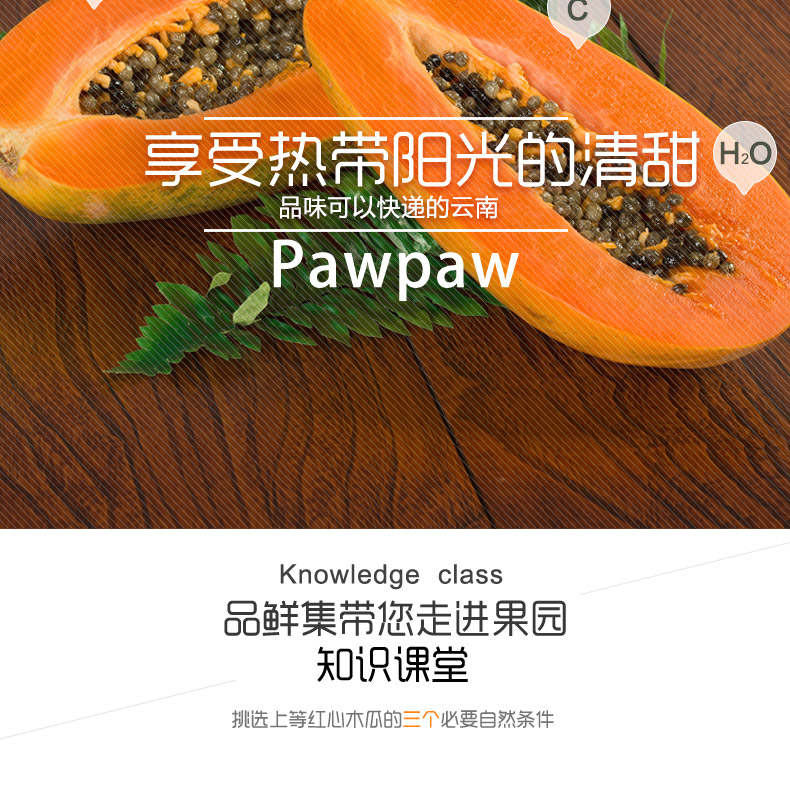 C
享受热带阳光的清甜
H₂O
品味可以快递的云南
Pawpaw
Knowledge class
品鲜集带您走进果园
知识课堂
挑选上等红心木瓜的三个必要自然条件